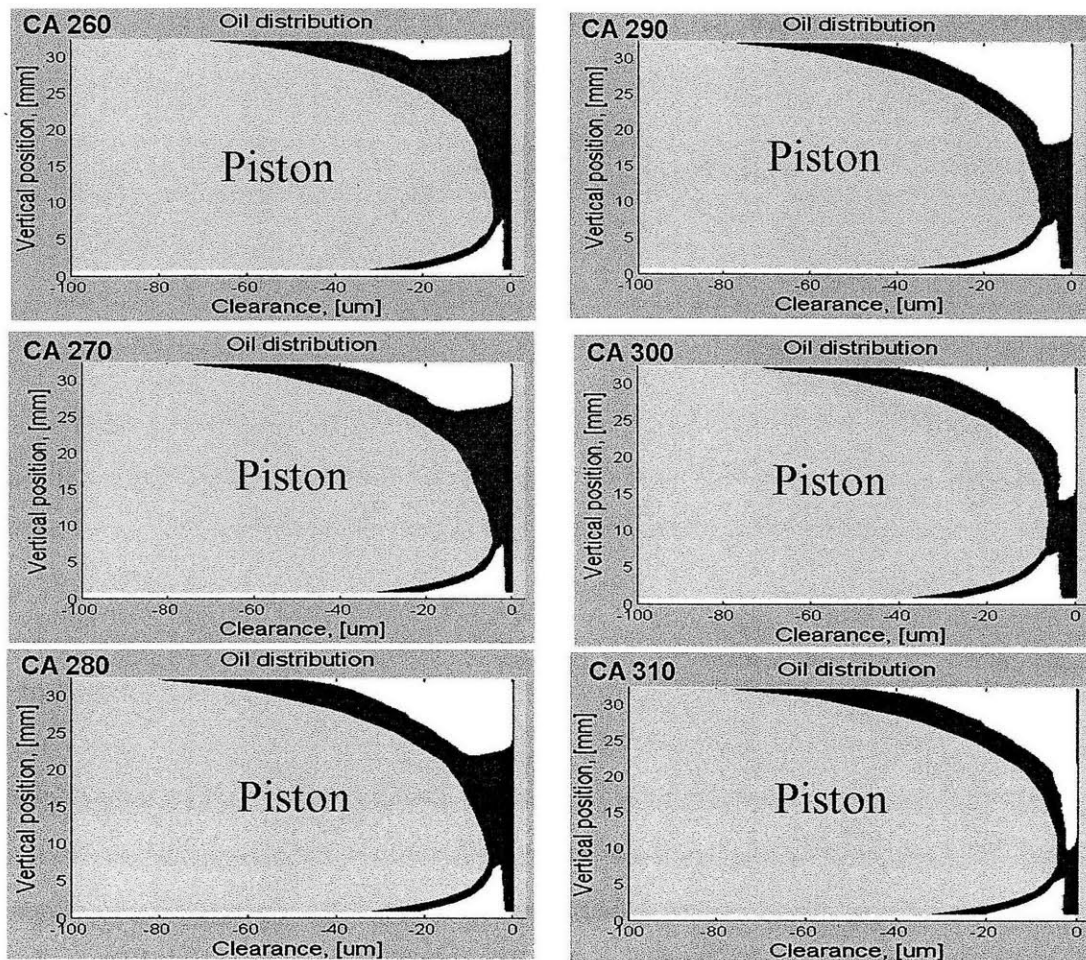 CA 260
Oil distribution
Vertical position, [mm]
30
25
20
15
10
5
0
Piston
-100 -80 -60 -40 -20 0
Clearance, [um]
CA 270
Oil distribution
Vertical position, [mm]
30
25
20
15
10
5
0
Piston
-100 -80 -60 -40 -20 0
Clearance, [um]
CA 280
Oil distribution
Vertical position, [mm]
30
25
20
15
10
5
0
Piston
-100 -80 -60 -40 -20 0
Clearance, [um]
CA 290
Oil distribution
Vertical position, [mm]
30
25
20
15
10
5
0
Piston
-100 -80 -60 -40 -20 0
Clearance, [um]
CA 300
Oil distribution
Vertical position, [mm]
30
25
20
15
10
5
0
Piston
-100 -80 -60 -40 -20 0
Clearance, [um]
CA 310
Oil distribution
Vertical position, [mm]
30
25
20
15
10
5
0
Piston
-100 -80 -60 -40 -20 0
Clearance, [um]